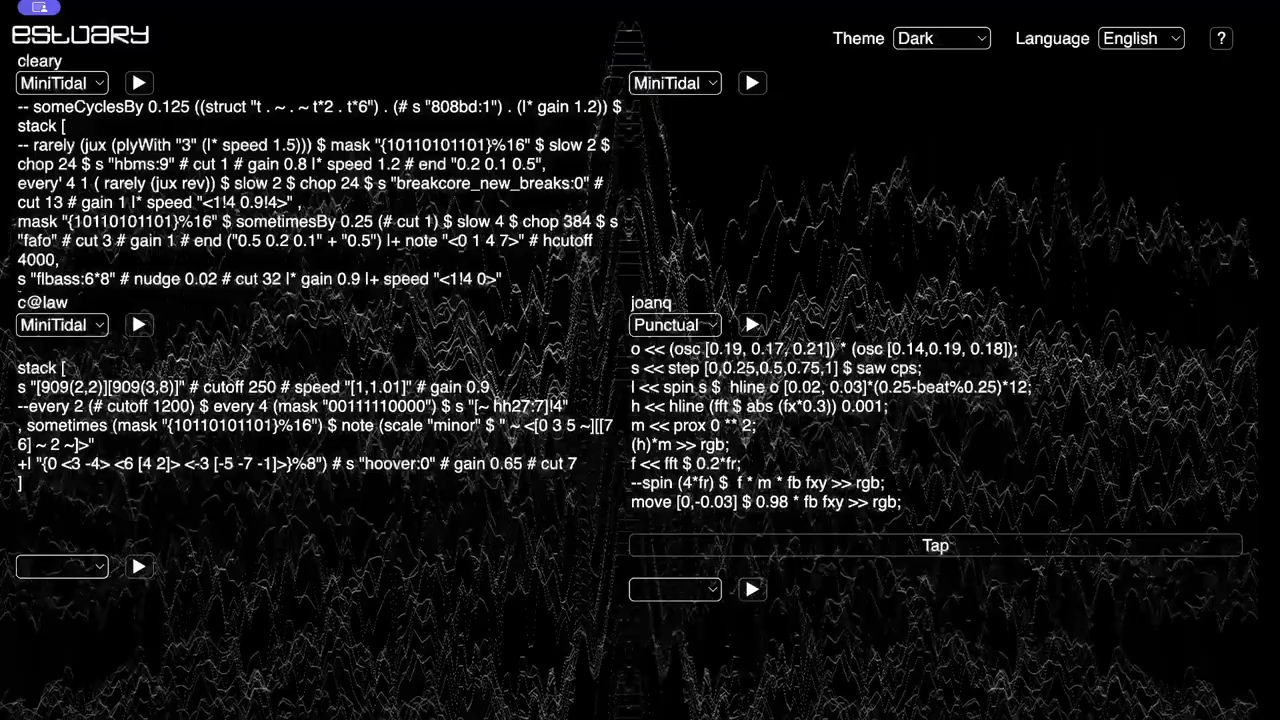 ESTUARY
Theme Dark Language English ?
cleary
MiniTidal
-- someCyclesBy 0.125 ((struct "t . ~ . ~ t*2 . t*6") . (# s "808bd:1") . (|* gain 1.2)) $
stack [
-- rarely (jux (plyWith "3" (|* speed 1.5))) $ mask "{10110101101}%16" $ slow 2 $
chop 24 $ s "hbms:9" # cut 1 # gain 0.8 |* speed 1.2 # end "0.2 0.1 0.5",
every' 4 1 ( rarely (jux rev)) $ slow 2 $ chop 24 $ s "breakcore_new_breaks:0" #
cut 13 # gain 1 |* speed "<1!4 0.9!4>" ,
mask "{10110101101}%16" $ sometimesBy 0.25 (# cut 1) $ slow 4 $ chop 384 $ s
"fafo" # cut 3 # gain 1 # end ("0.5 0.2 0.1" + "0.5") |+ note "<0 1 4 7>" # hcutoff
4000,
s "flbass:6*8" # nudge 0.02 # cut 32 |* gain 0.9 |+ speed "<1!4 0>"
MiniTidal
c@law
MiniTidal
stack [
s "[909(2,2)][909(3,8)]" # cutoff 250 # speed "[1,1.01]" # gain 0.9
--every 2 (# cutoff 1200) $ every 4 (mask "00111110000") $ s "[~ hh27:7]!4"
, sometimes (mask "{10110101101}%16") $ note (scale "minor" $ " ~ <[0 3 5 ~][[7
6] ~ 2 ~]>"
+| "{0 <3 -4> <6 [4 2]> <-3 [-5 -7 -1]>}%8") # s "hoover:0" # gain 0.65 # cut 7
]
joanq
Punctual
o << (osc [0.19, 0.17, 0.21]) * (osc [0.14,0.19, 0.18]);
s << step [0,0.25,0.5,0.75,1] $ saw cps;
l << spin s $  hline o [0.02, 0.03]*(0.25-beat%0.25)*12;
h << hline (fft $ abs (fx*0.3)) 0.001;
m << prox 0 ** 2;
(h)*m >> rgb;
f << fft $ 0.2*fr;
--spin (4*fr) $  f * m * fb fxy >> rgb;
move [0,-0.03] $ 0.98 * fb fxy >> rgb;
Tap